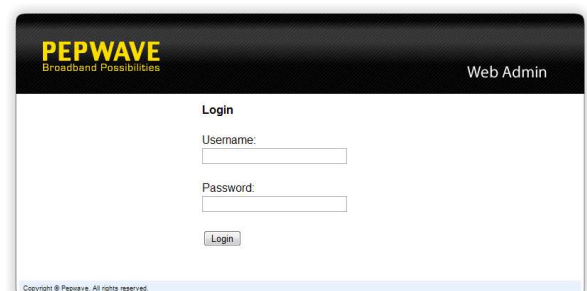 PEPWAVE
Broadband Possibilities
Web Admin
Login
Username:
Password:
Login
Copyright © Pepwave. All rights reserved.